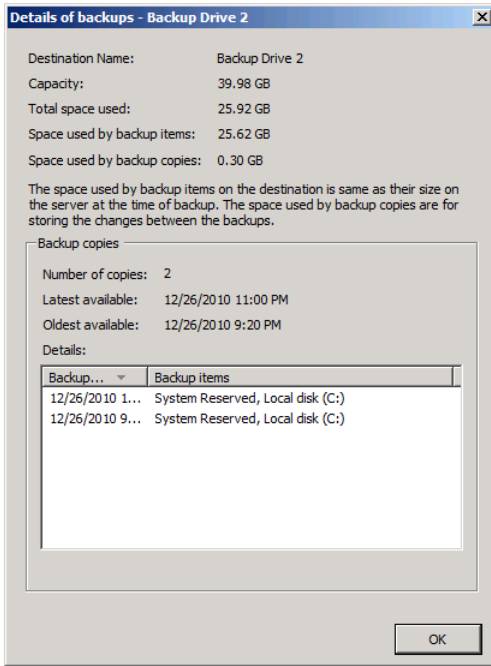 Details of backups - Backup Drive 2
Destination Name: Backup Drive 2
Capacity: 39.98 GB
Total space used: 25.92 GB
Space used by backup items: 25.62 GB
Space used by backup copies: 0.30 GB
The space used by backup items on the destination is same as their size on
the server at the time of backup. The space used by backup copies are for
storing the changes between the backups.
Backup copies
Number of copies: 2
Latest available: 12/26/2010 11:00 PM
Oldest available: 12/26/2010 9:20 PM
Details:
Backup... Backup items
12/26/2010 1... System Reserved, Local disk (C:)
12/26/2010 9... System Reserved, Local disk (C:)
OK